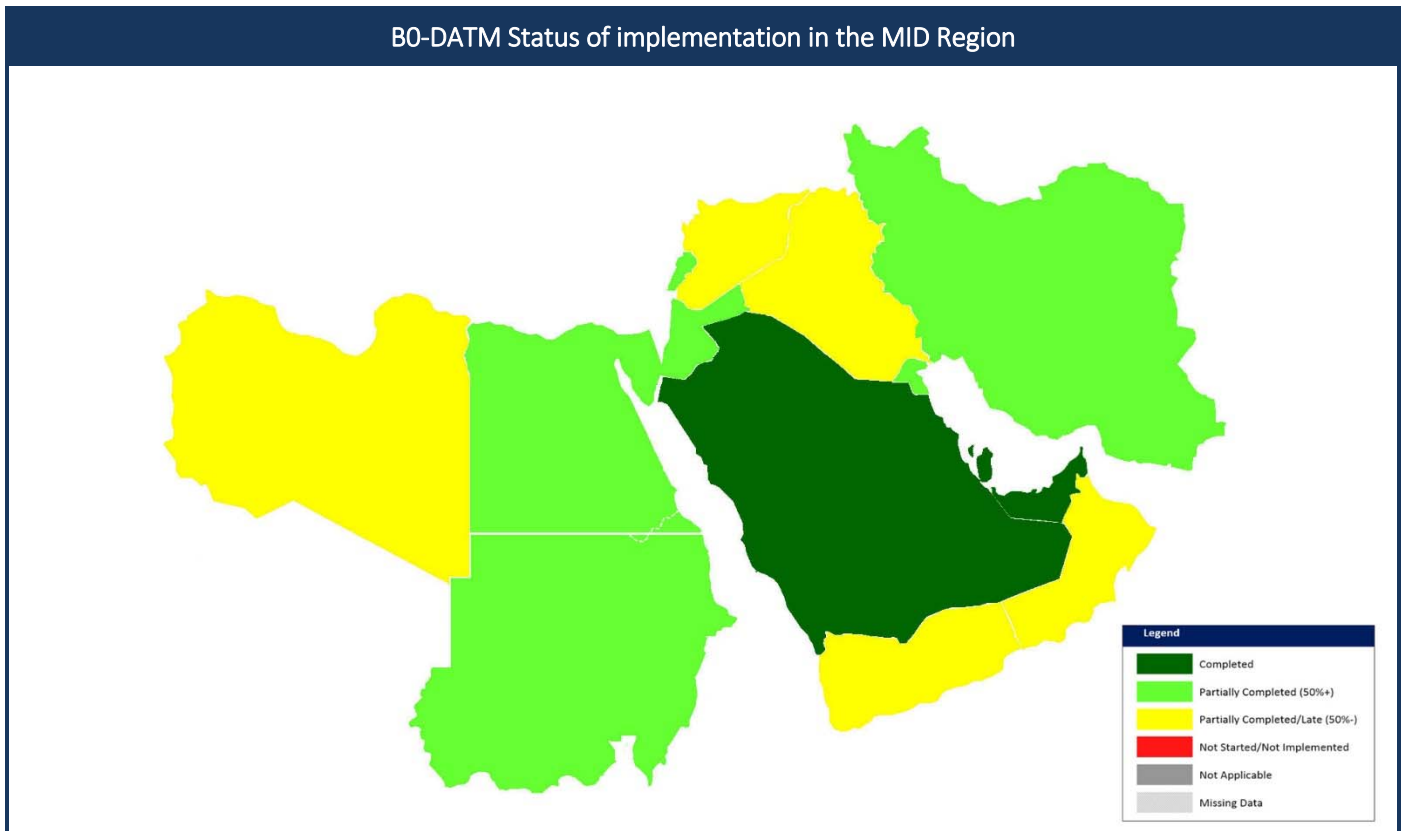 B0-DATM Status of implementation in the MID Region
Legend
Completed
Partially Completed (50%+)
Partially Completed/Late (50%-)
Not Started/Not Implemented
Not Applicable
Missing Data